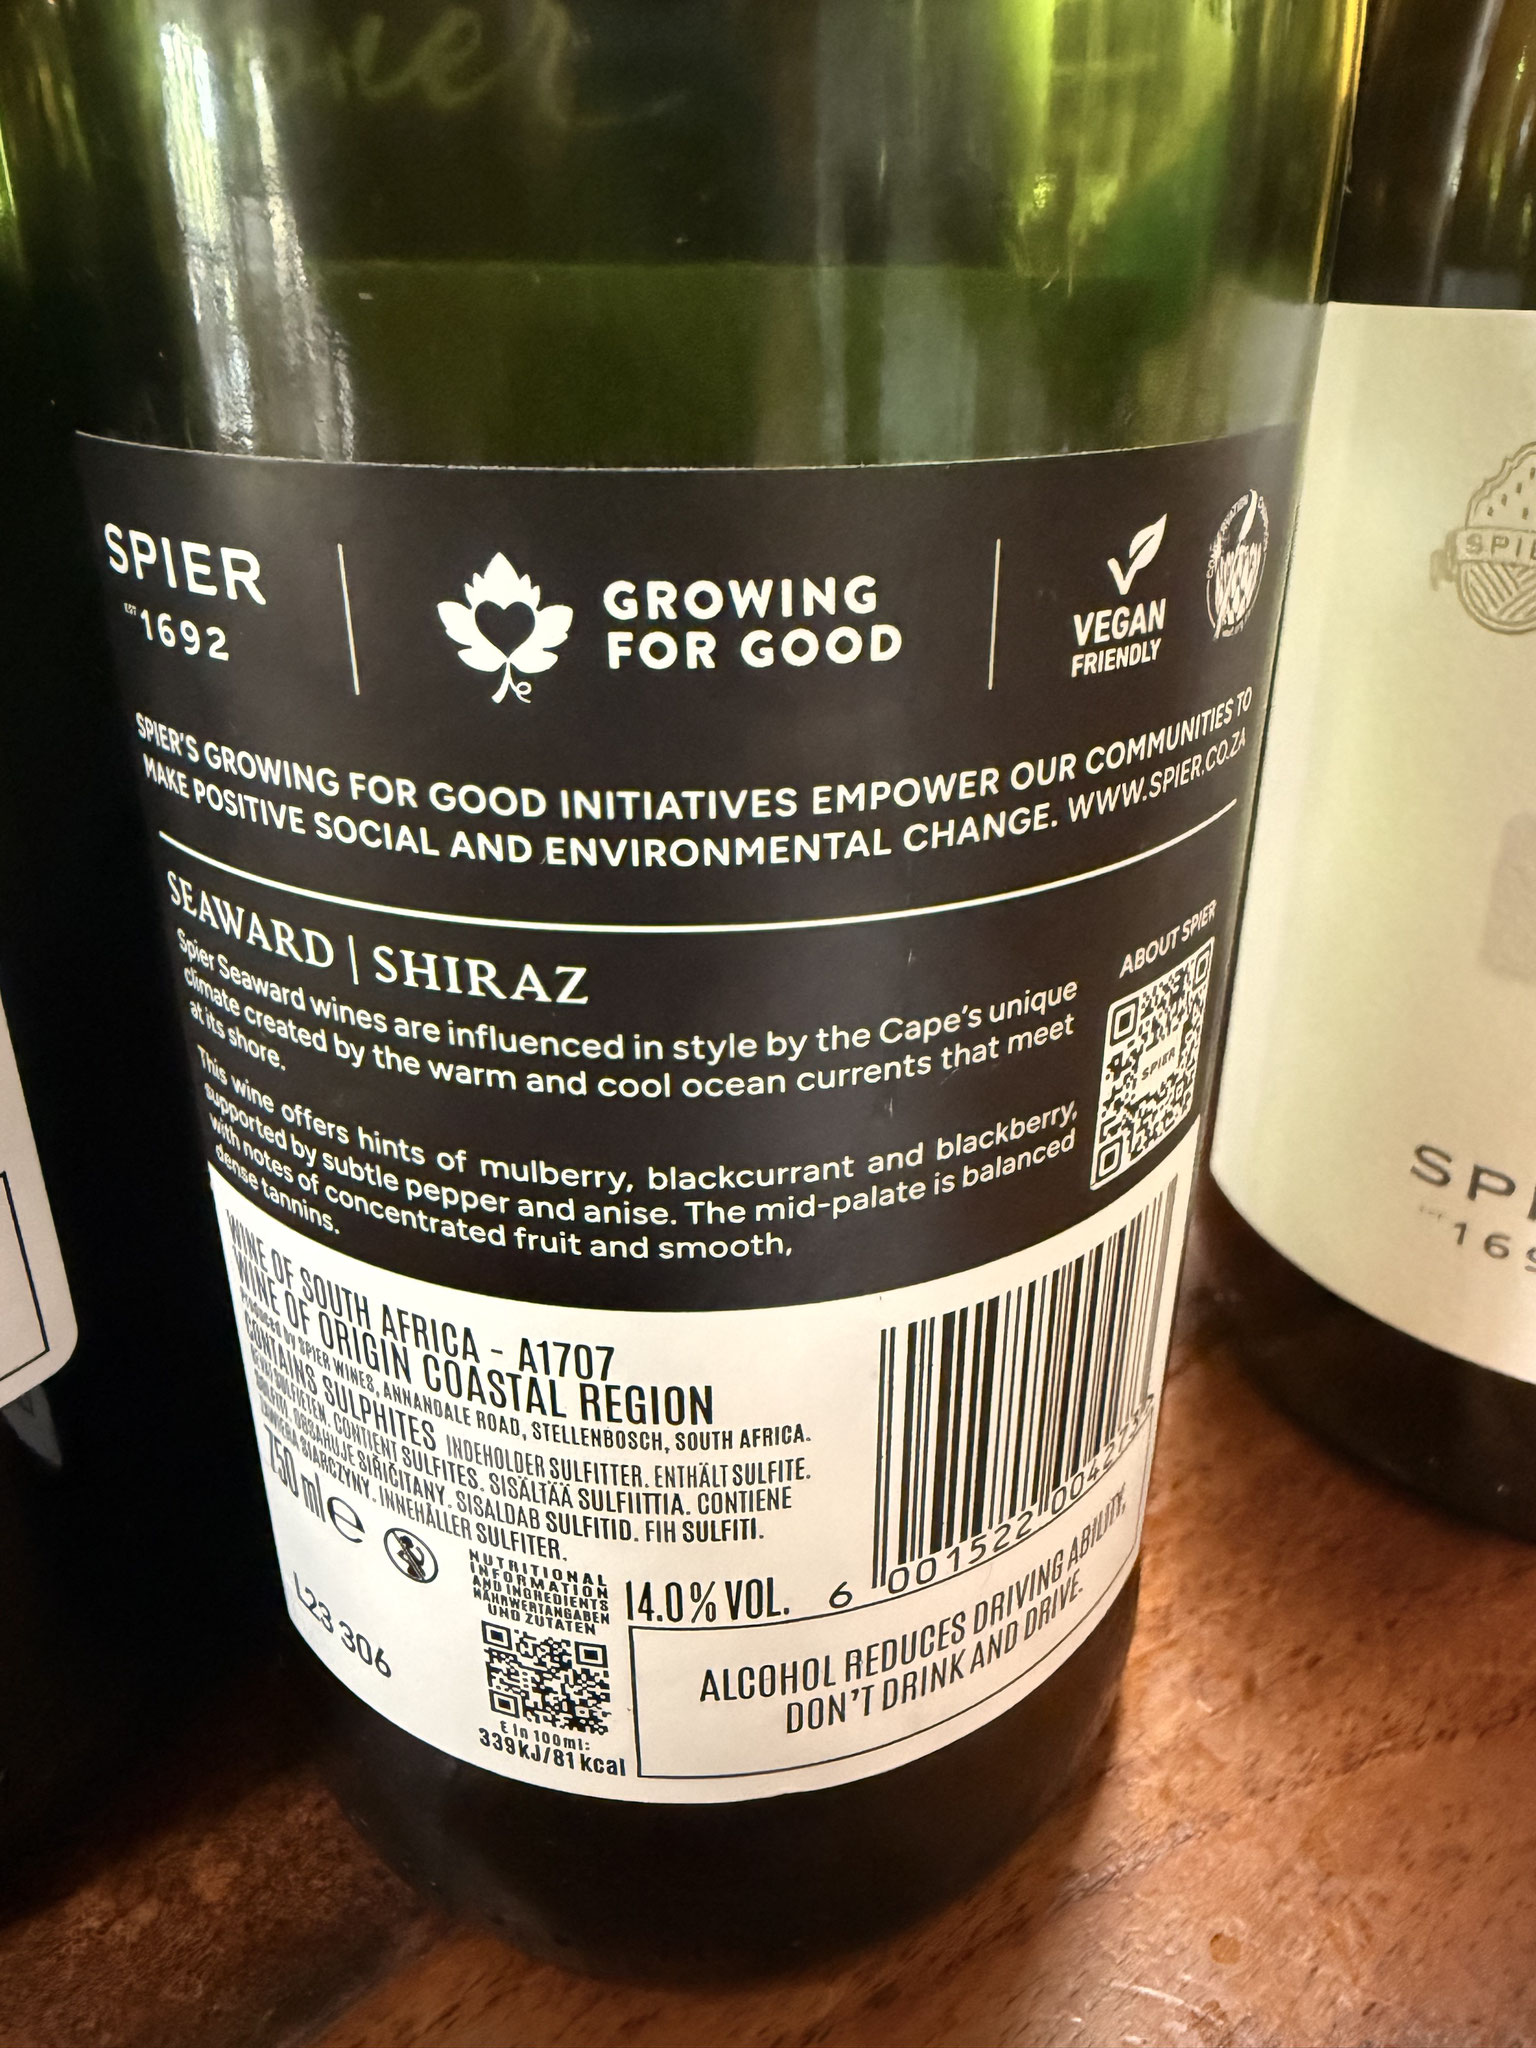 SPIER
EST 1692
GROWING
FOR GOOD
VEGAN
FRIENDLY
SPIER'S GROWING FOR GOOD INITIATIVES EMPOWER OUR COMMUNITIES TO
MAKE POSITIVE SOCIAL AND ENVIRONMENTAL CHANGE. WWW.SPIER.CO.ZA
SEAWARD | SHIRAZ
Spier Seaward wines are influenced in style by the Cape's unique
climate created by the warm and cool ocean currents that meet
at its shore.
This wine offers hints of mulberry, blackcurrant and blackberry,
supported by subtle pepper and anise. The mid-palate is balanced
with notes of concentrated fruit and smooth,
dense tannins.
ABOUT SPIER
SPIER
WINE OF SOUTH AFRICA - A1707
WINE OF ORIGIN COASTAL REGION
Produced by SPIER WINES, ANNANDALE ROAD, STELLENBOSCH, SOUTH AFRICA.
CONTAINS SULPHITES INDEHOLDER SULFITTER. ENTHÄLT SULFITE.
SULFIETEN. CONTIENT SULFITES. SISÄLTÄÄ SULFIITTIA. CONTIENE
OBSAHUJE SIŘIČITANY. SISALDAB SULFITID. FIH SULFITI.
SIARCZYNY. INNEHÅLLER SULFITER.
750 ml e
L23 306
NUTRITIONAL
INFORMATION
AND INGREDIENTS
NÄHRWERTANGABEN
UND ZUTATEN
E in 100ml:
339kJ/81kcal
14.0% VOL.
6 001522 00427
ALCOHOL REDUCES DRIVING ABILITY,
DON'T DRINK AND DRIVE.